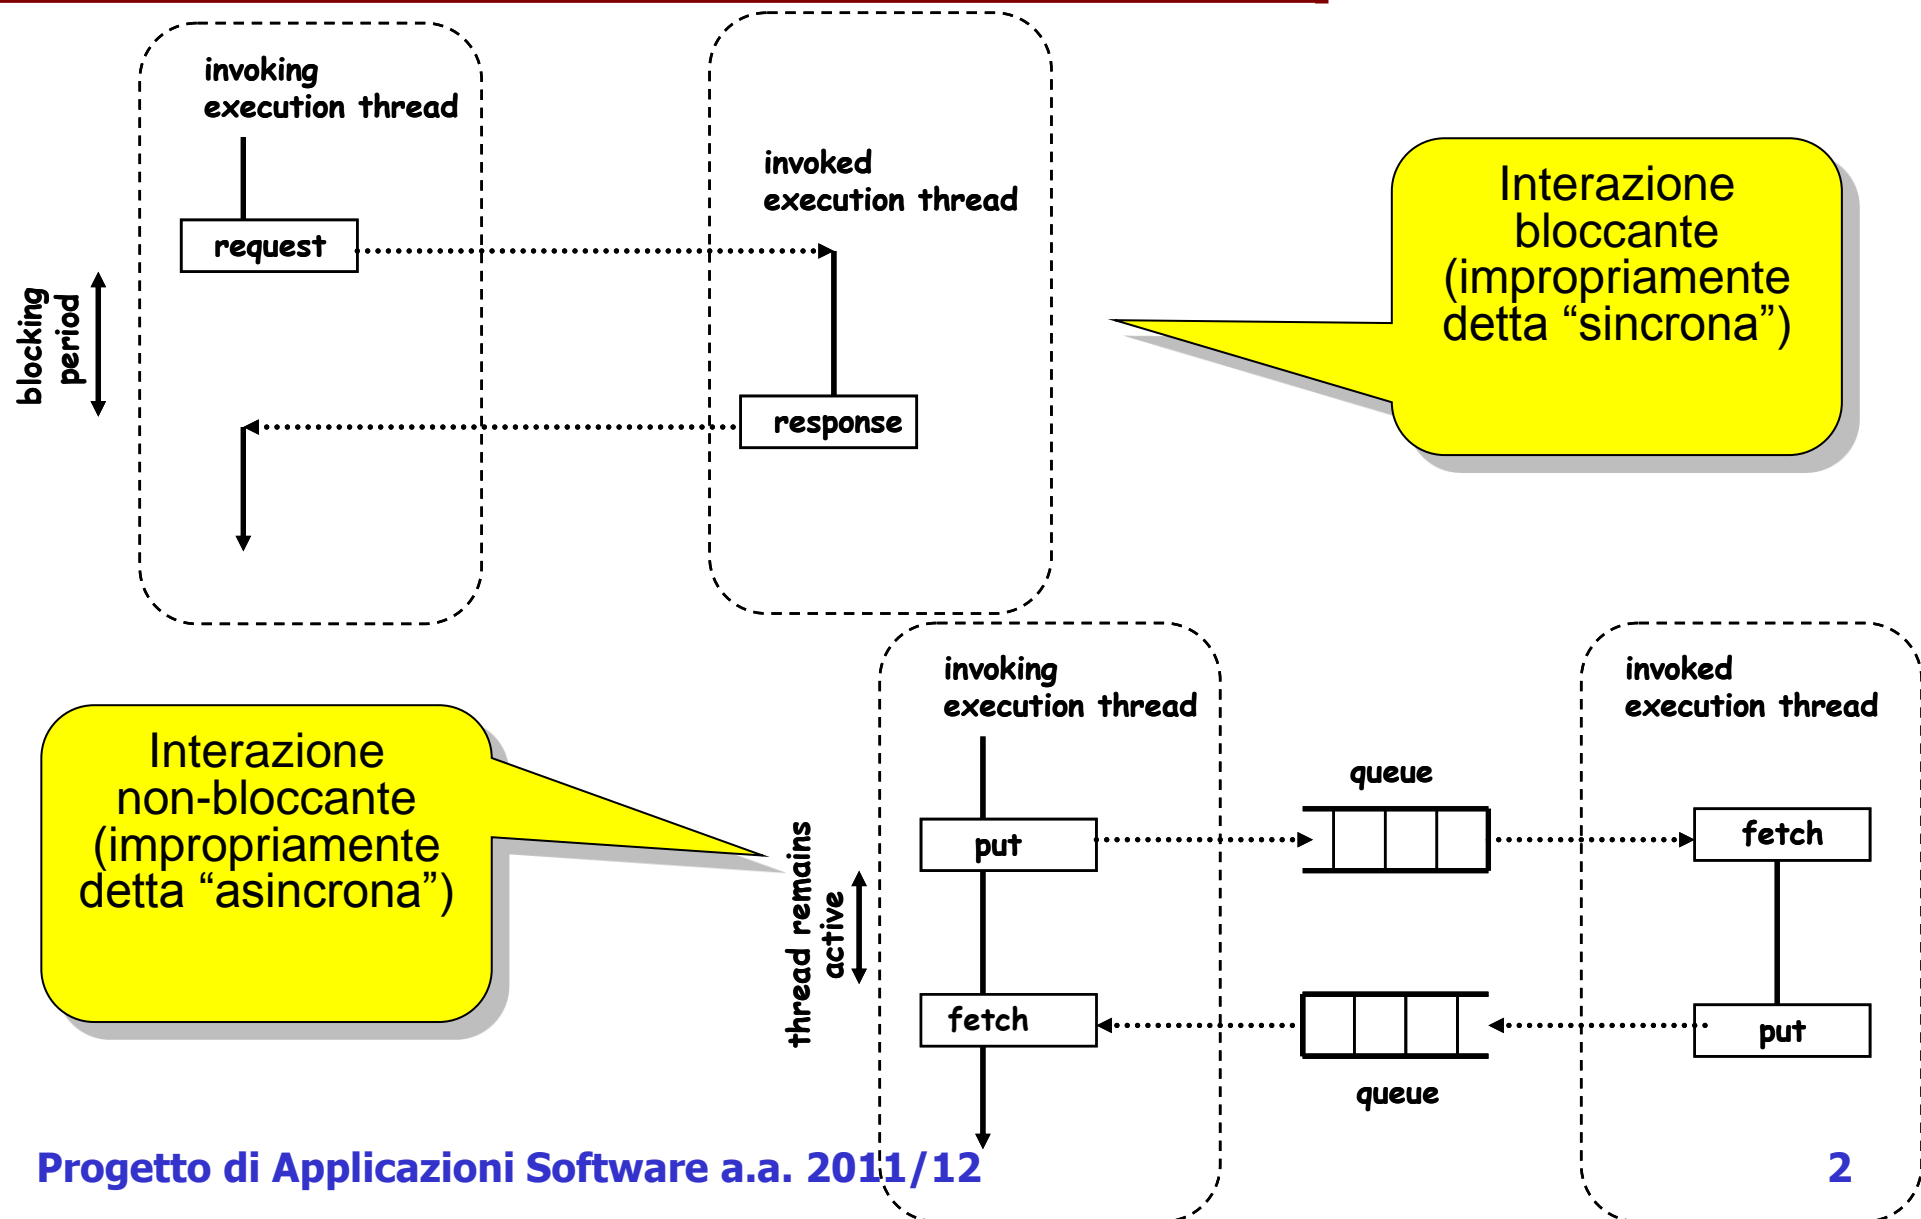 invoking
execution thread
invoked
execution thread
request
blocking
period
response
Interazione
bloccante
(impropriamente
detta “sincrona”)
Interazione
non-bloccante
(impropriamente
detta “asincrona”)
invoking
execution thread
invoked
execution thread
queue
put
fetch
thread remains
active
fetch
put
queue
Progetto di Applicazioni Software a.a. 2011/12
2